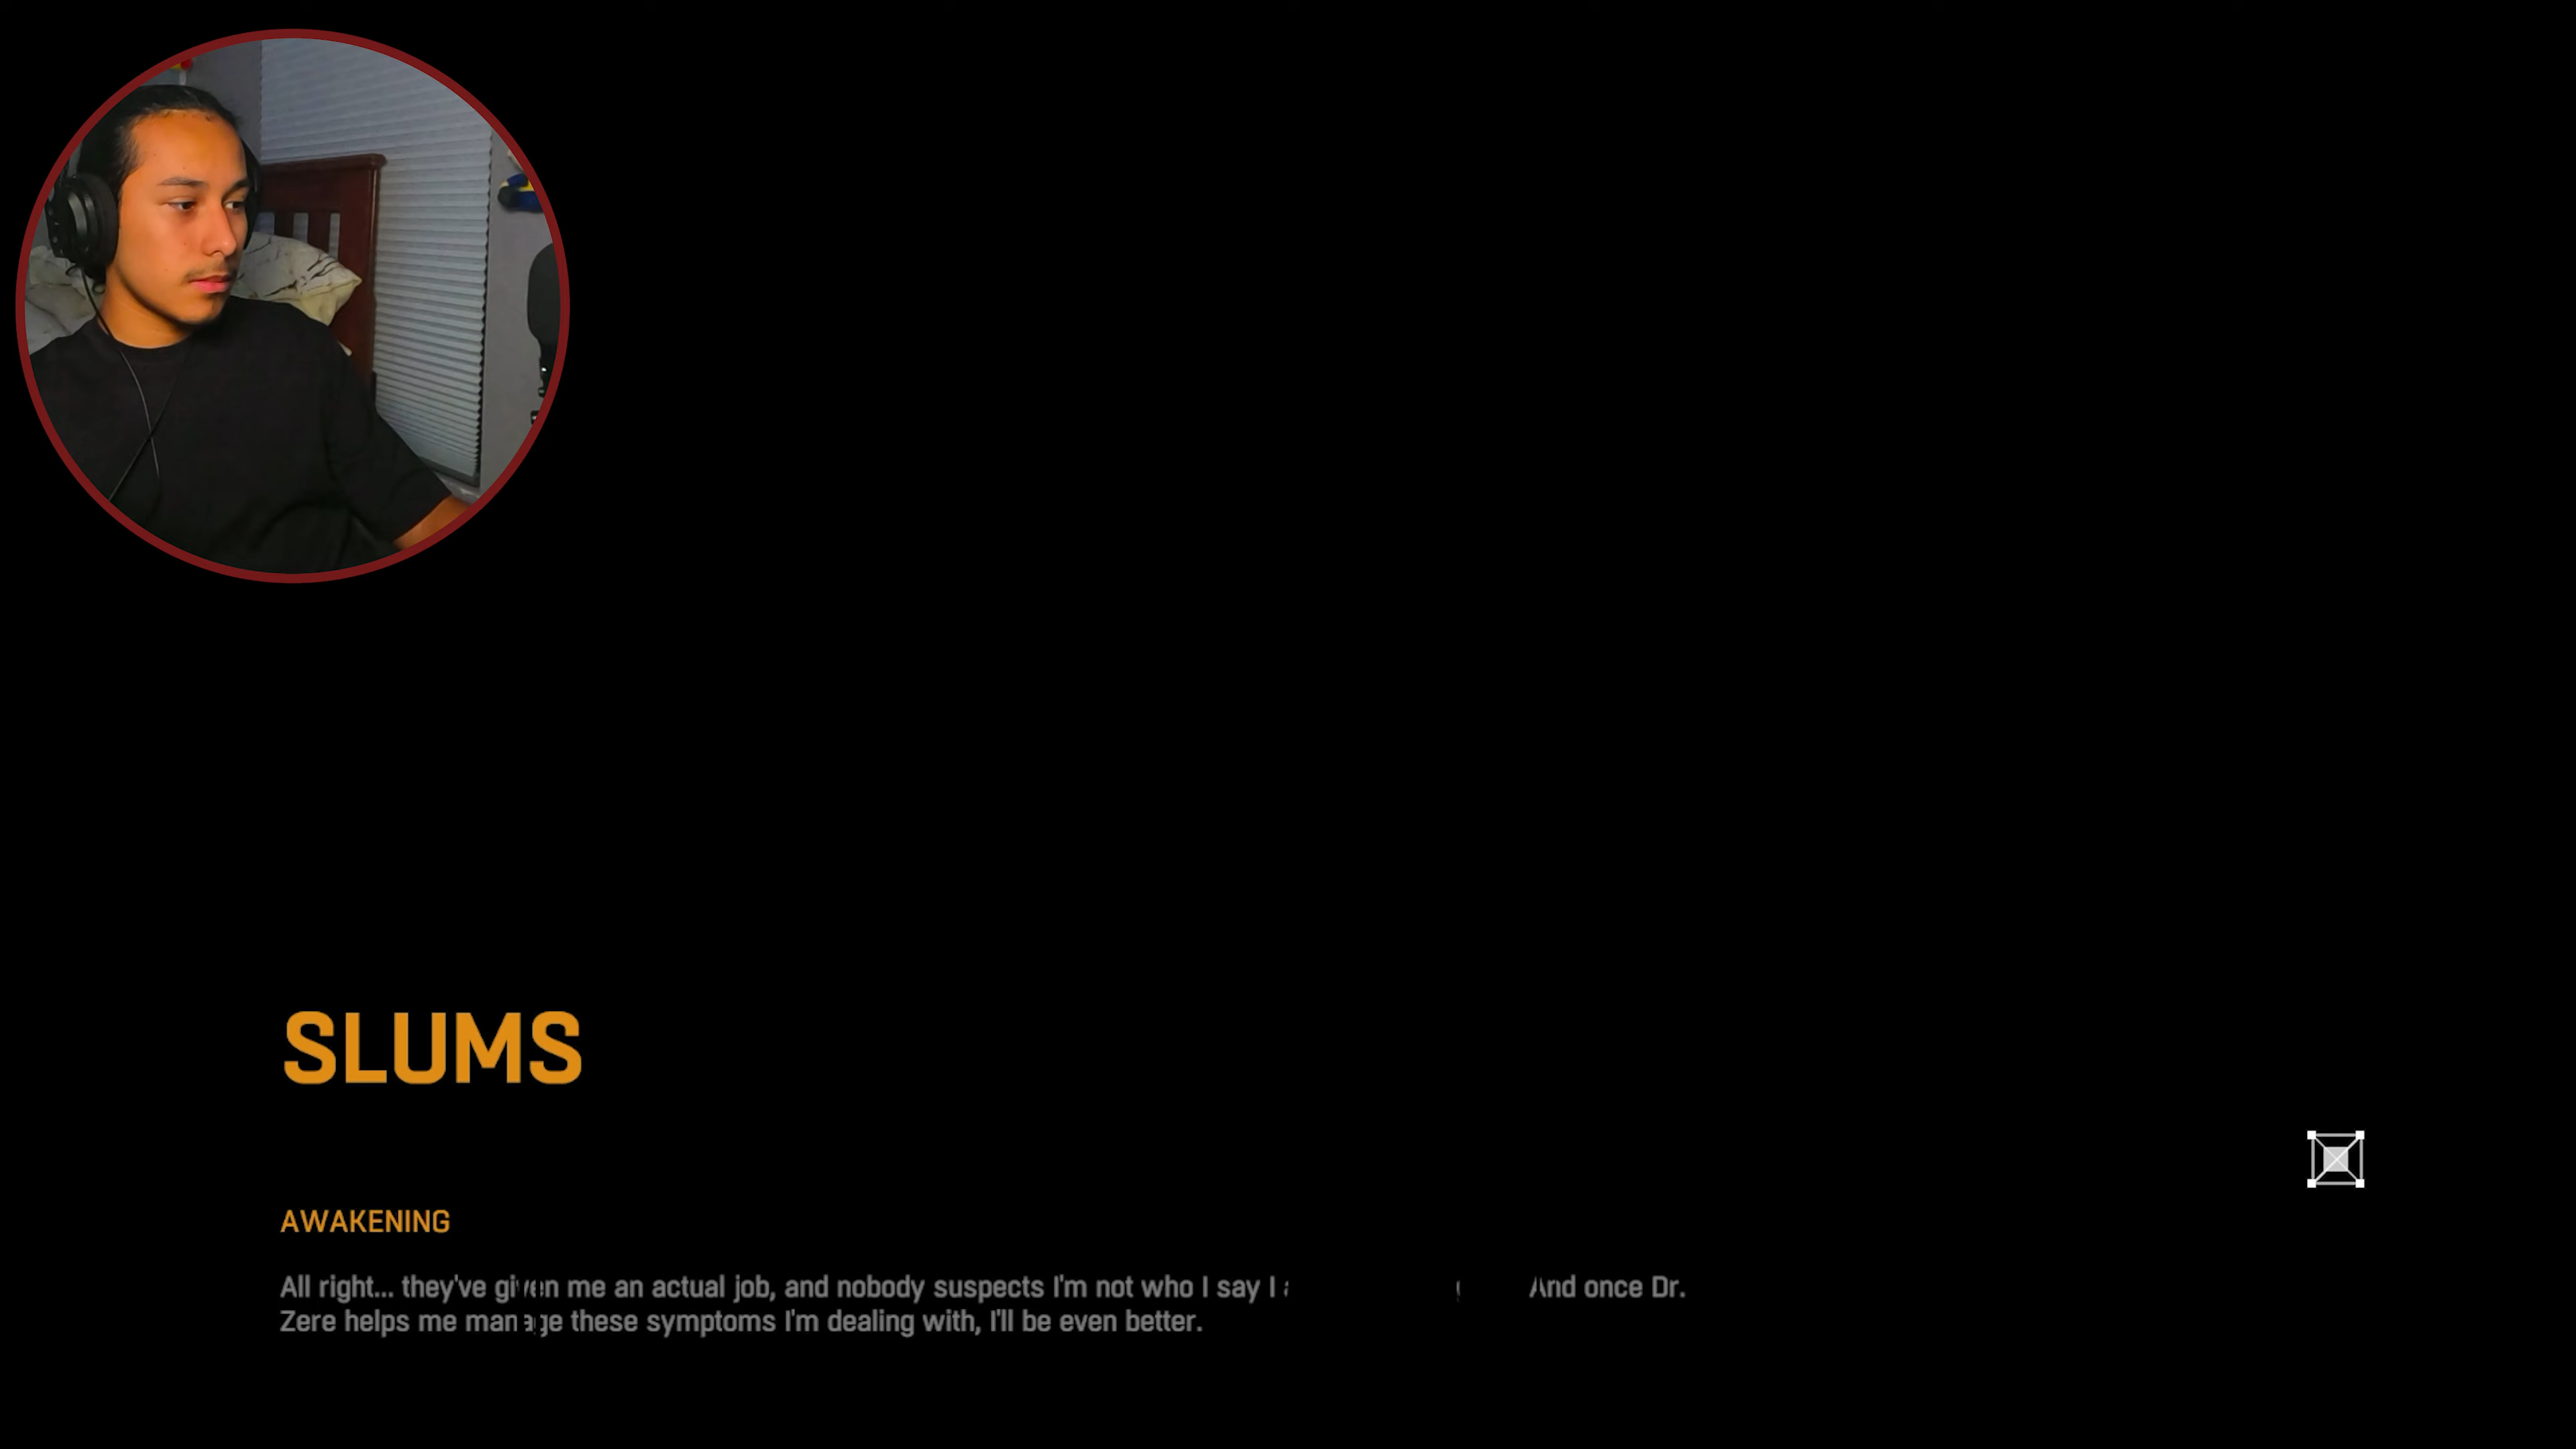 SLUMS
AWAKENING
All right... they've given me an actual job, and nobody suspects I'm not who I say I And once Dr.
Zere helps me manage these symptoms I'm dealing with, I'll be even better.